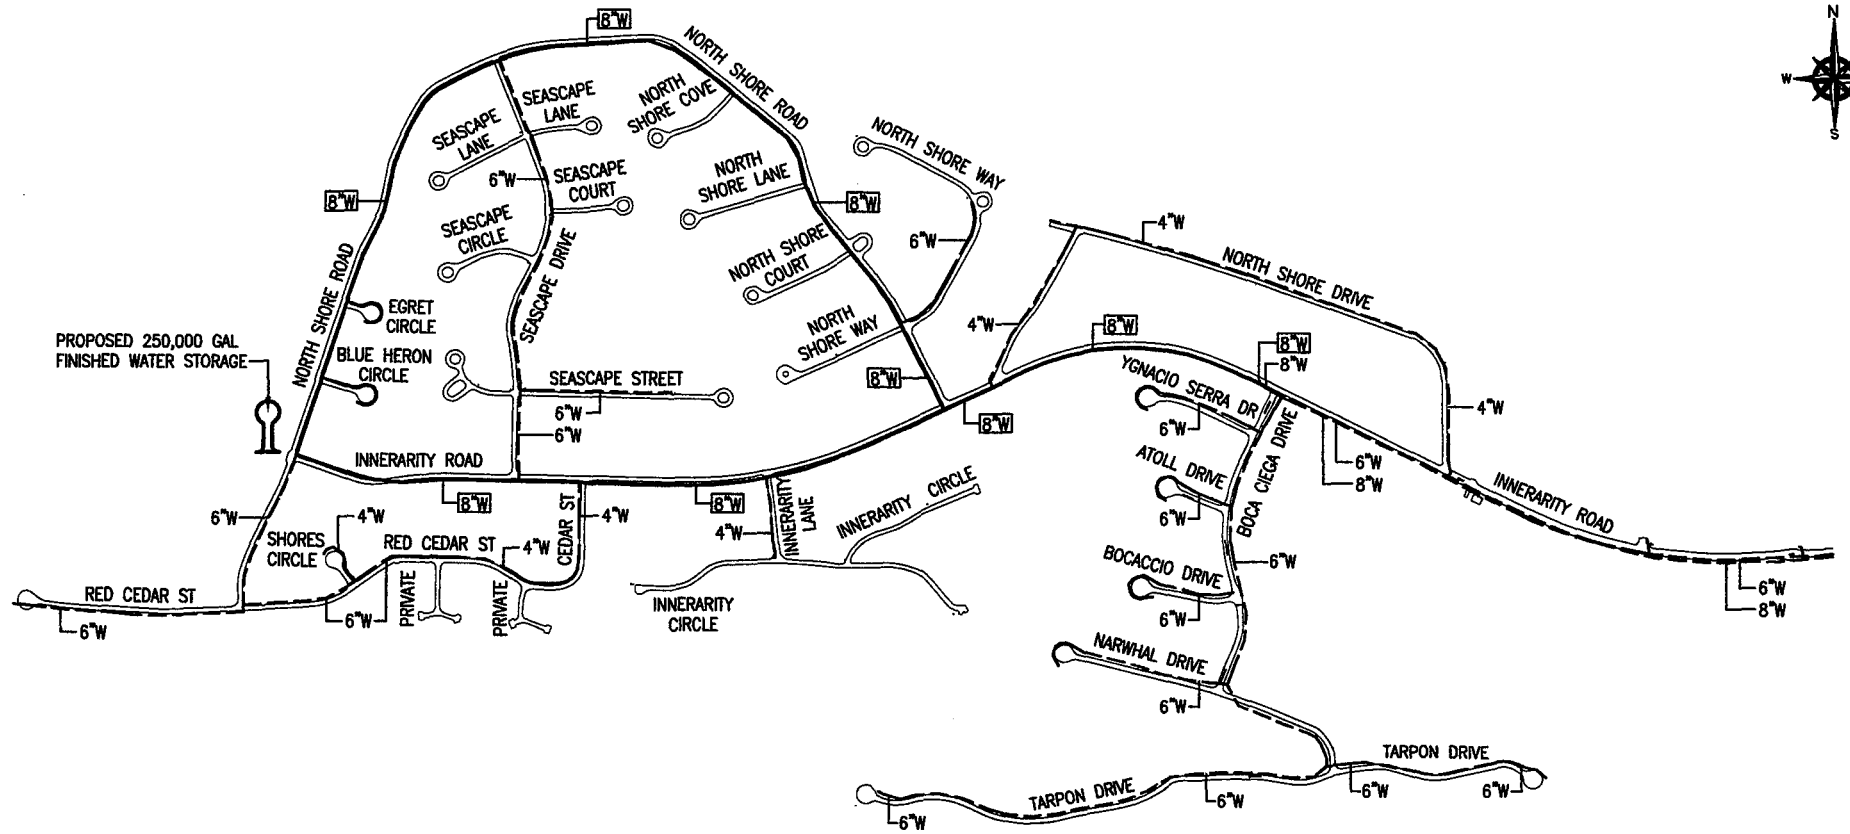 8"W
N
W
S
NORTH SHORE ROAD
NORTH
SHORE COVE
SEASCAPE
LANE
SEASCAPE
LANE
6"W
SEASCAPE
COURT
NORTH
SHORE LANE
8"W
NORTH SHORE WAY
8"W
SEASCAPE
CIRCLE
6"W
4"W
NORTH SHORE DRIVE
NORTH SHORE
COURT
SEASCAPE DRIVE
NORTH SHORE ROAD
EGRET
CIRCLE
PROPOSED 250,000 GAL
FINISHED WATER STORAGE
BLUE HERON
CIRCLE
NORTH
SHORE WAY
4"W
8"W
8"W
8"W
YGNACIO SERRA DR
SEASCAPE STREET
8"W
6"W
8"W
4"W
6"W
6"W
BOCA CIEGA DRIVE
INNERARITY ROAD
ATOLL DRIVE
6"W
8"W
8"W
8"W
INNERARITY ROAD
INNERARITY CIRCLE
INNERARITY
LANE
6"W
6"W
4"W
CEDAR ST
4"W
4"W
SHORES
CIRCLE
RED CEDAR ST
4"W
BOCACCIO DRIVE
6"W
RED CEDAR ST
PRIVATE
PRIVATE
INNERARITY
CIRCLE
6"W
6"W
6"W
6"W
8"W
NARWHAL DRIVE
6"W
TARPON DRIVE
TARPON DRIVE
6"W
6"W
6"W
6"W